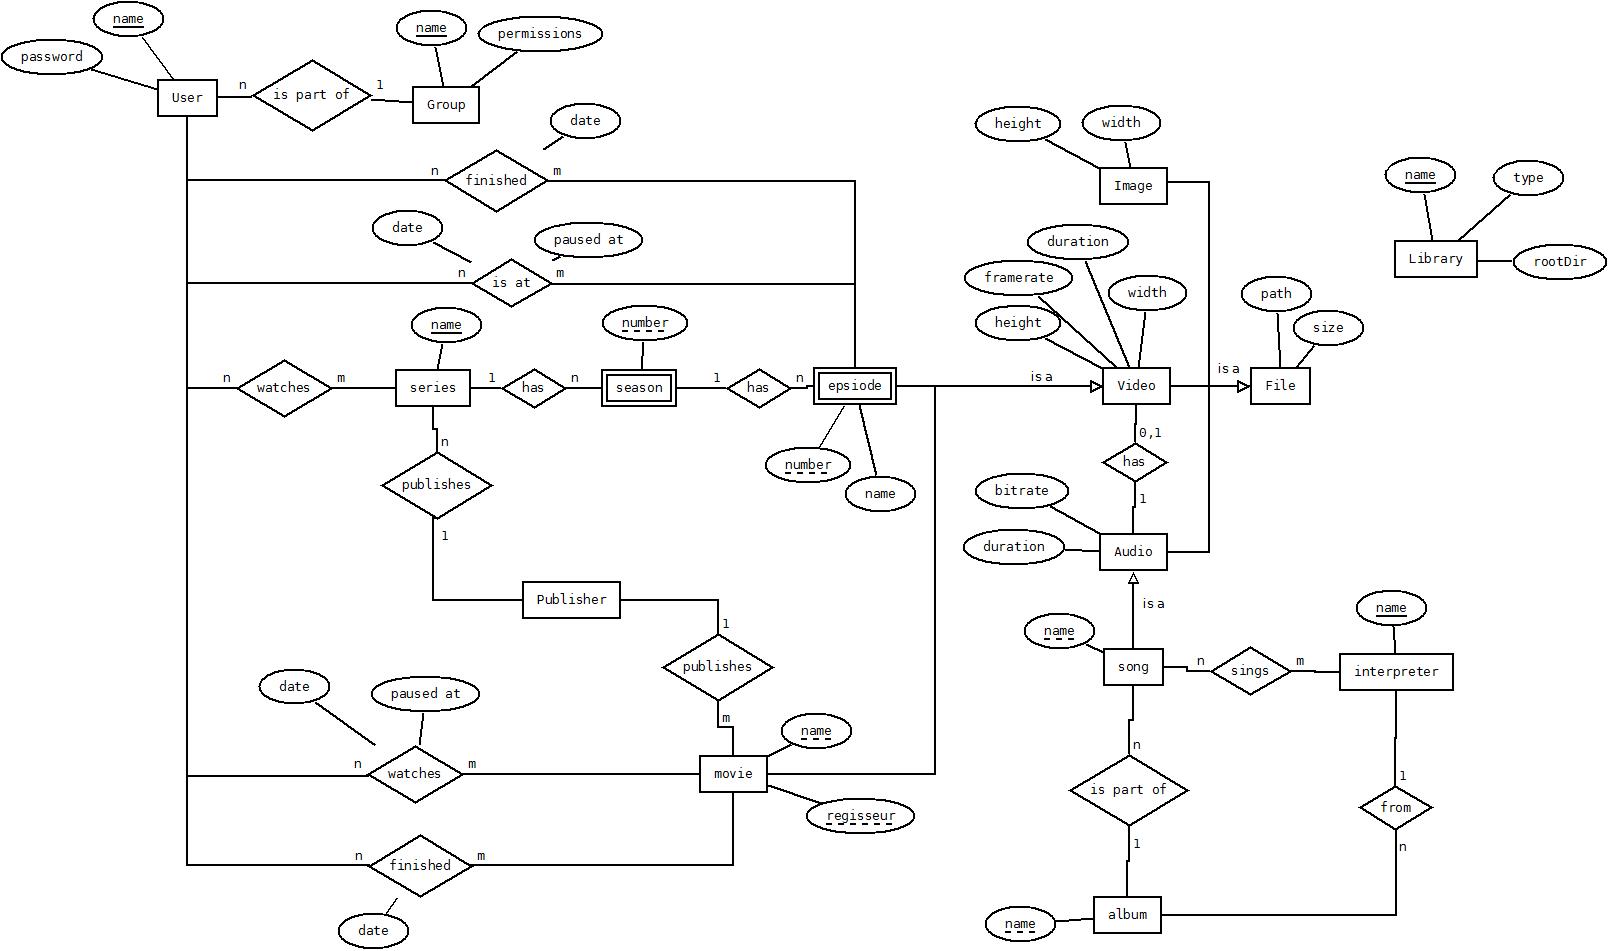 name
password
User
n
is part of
1
name
permissions
Group
date
n
finished
m
date
paused at
n
is at
m
height
width
Image
name
type
Library
rootDir
duration
framerate
width
height
path
size
name
number
n
watches
m
series
1
has
n
season
1
has
n
epsiode
is a
Video
is a
File
number
name
n
publishes
1
0,1
has
1
bitrate
duration
Audio
is a
Publisher
1
publishes
m
name
song
n
sings
m
name
interpreter
date
paused at
n
watches
m
movie
name
regisseur
n
is part of
1
1
from
n
n
finished
m
date
name
album